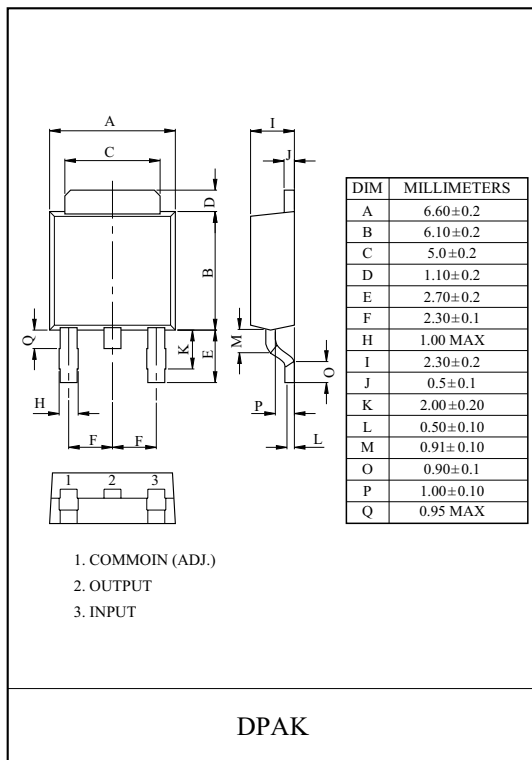 A
C
I
J
D
B
Q
K
E
M
O
H
P
F F
L
1 2 3
1. COMMOIN (ADJ.)
2. OUTPUT
3. INPUT
DIM MILLIMETERS
A 6.60±0.2
B 6.10±0.2
C 5.0±0.2
D 1.10±0.2
E 2.70±0.2
F 2.30±0.1
H 1.00 MAX
I 2.30±0.2
J 0.5±0.1
K 2.00±0.20
L 0.50±0.10
M 0.91±0.10
O 0.90±0.1
P 1.00±0.10
Q 0.95 MAX
DPAK